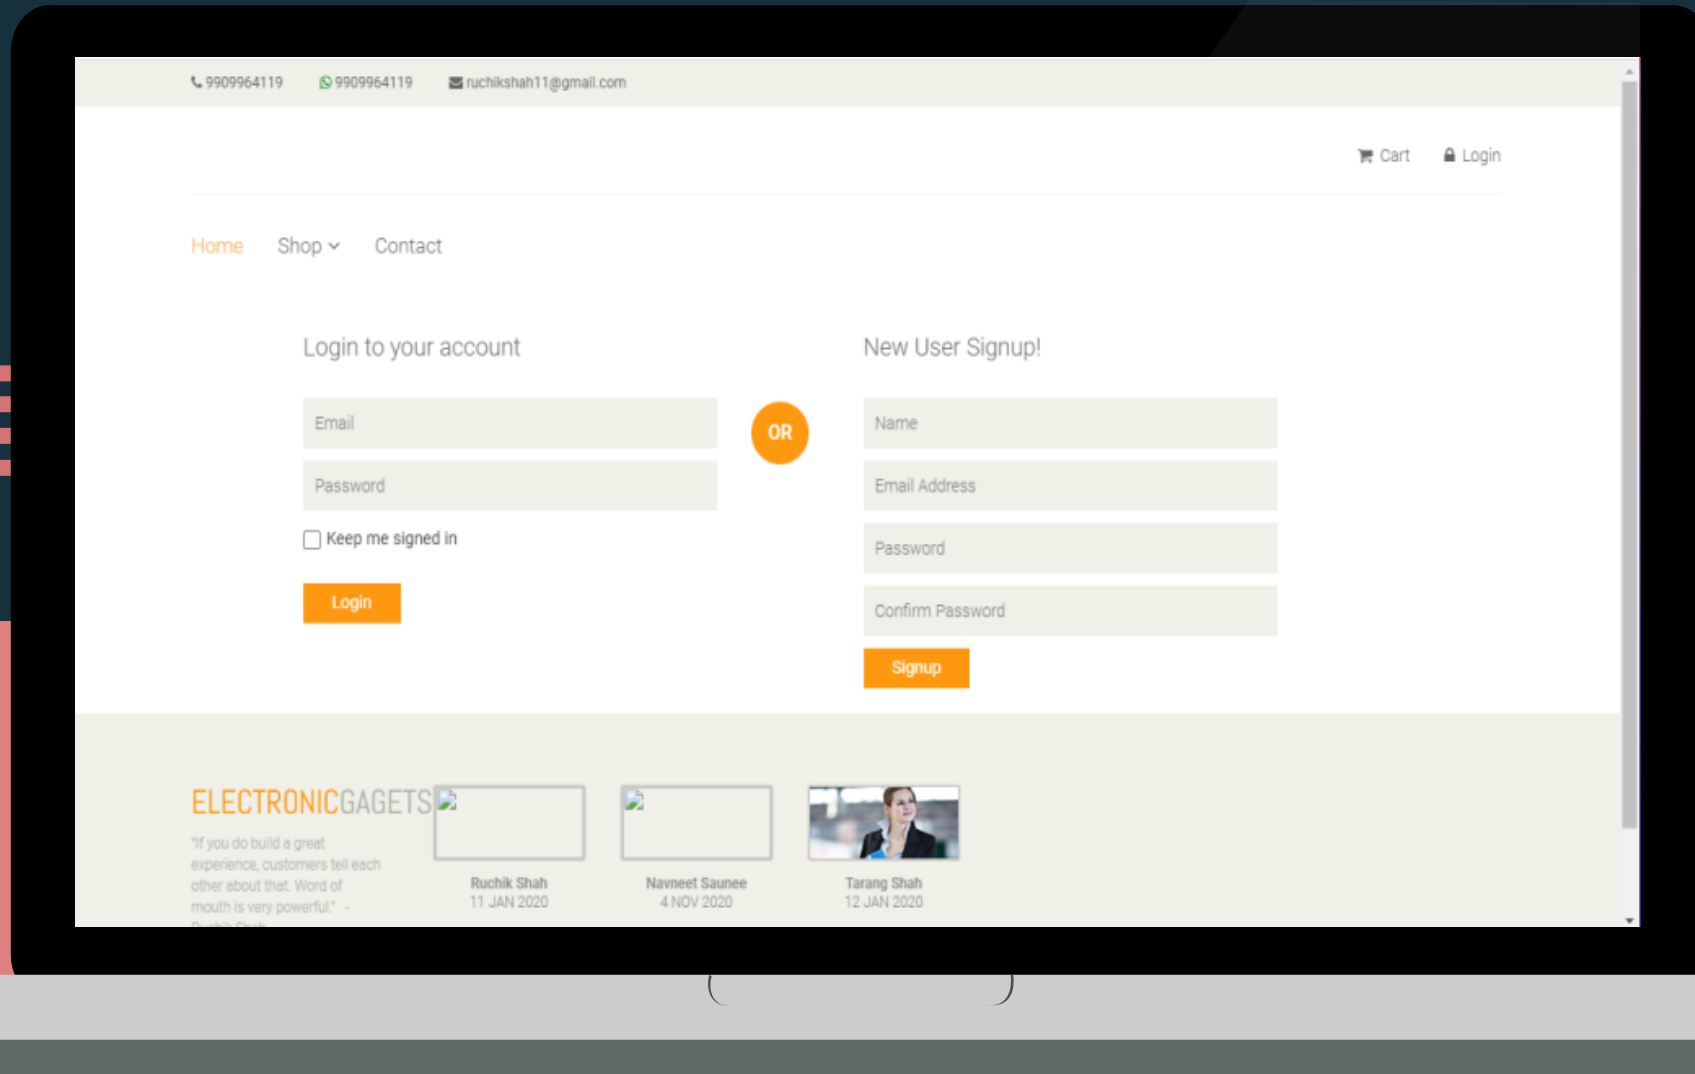 9909964119 9909964119 ruchikshah11@gmail.com
Cart Login
Home Shop Contact
Login to your account
Email
Password
Keep me signed in
Login
OR
New User Signup!
Name
Email Address
Password
Confirm Password
Signup
ELECTRONICGAGETS
"If you do build a great
experience, customers tell each
other about that. Word of
mouth is very powerful." -
Ruchik Shah
Ruchik Shah
11 JAN 2020
Navneet Saunee
4 NOV 2020
Tarang Shah
12 JAN 2020